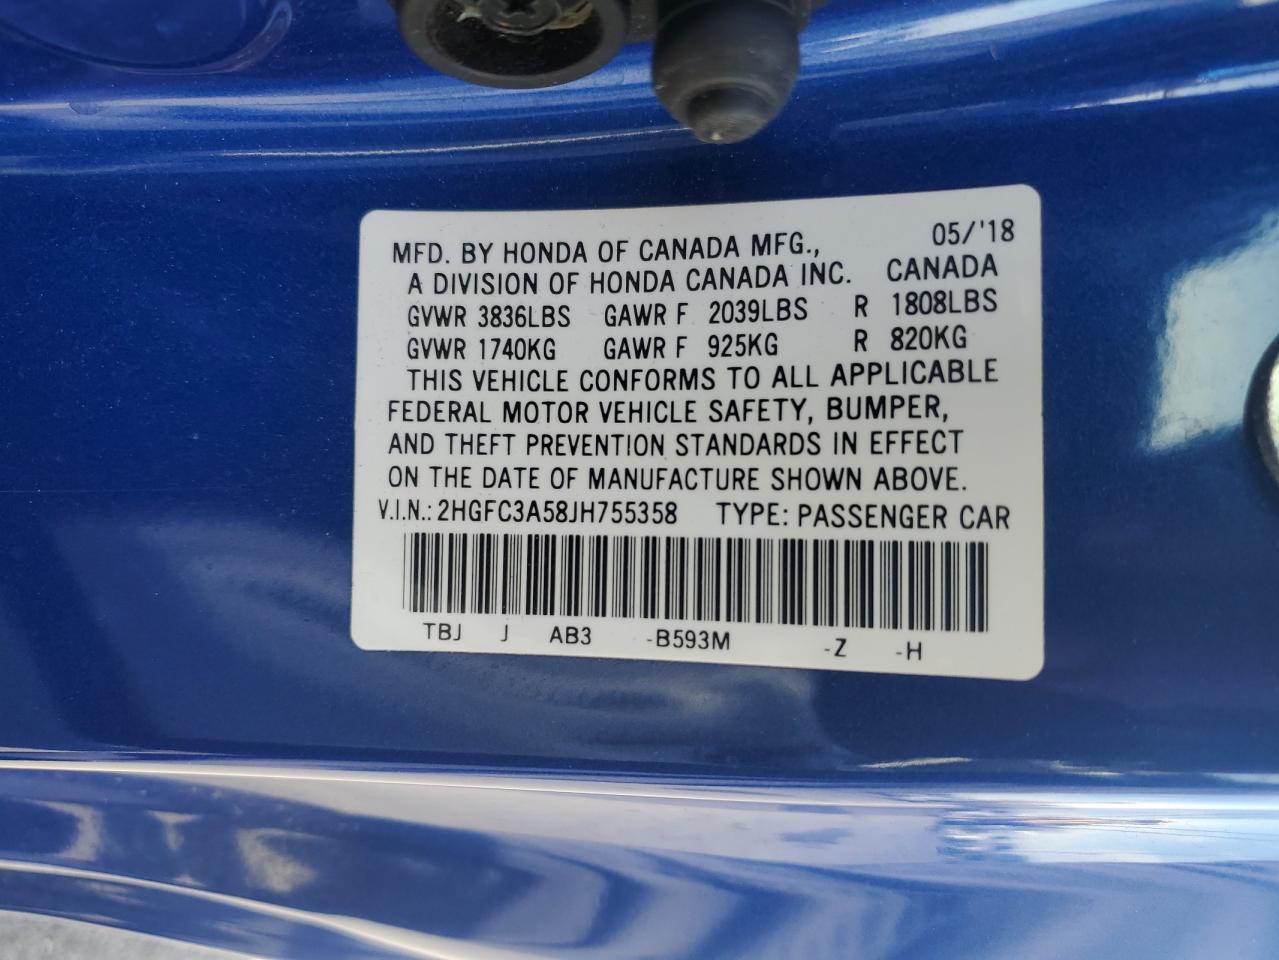 MFD. BY HONDA OF CANADA MFG., 05/'18
A DIVISION OF HONDA CANADA INC. CANADA
GVWR 3836LBS GAWR F 2039LBS R 1808LBS
GVWR 1740KG GAWR F 925KG R 820KG
THIS VEHICLE CONFORMS TO ALL APPLICABLE
FEDERAL MOTOR VEHICLE SAFETY, BUMPER,
AND THEFT PREVENTION STANDARDS IN EFFECT
ON THE DATE OF MANUFACTURE SHOWN ABOVE.
V.I.N.: 2HGFC3A58JH755358 TYPE: PASSENGER CAR
TBJ J AB3 -B593M -Z -H